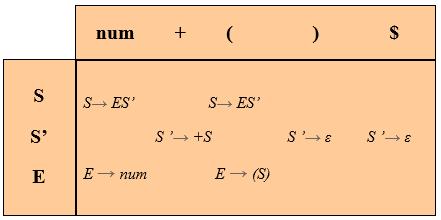 num + ( ) $
S S→ ES’ S→ ES’
S’ S ’→ +S S ’→ ε S ’→ ε
E E → num E → (S)